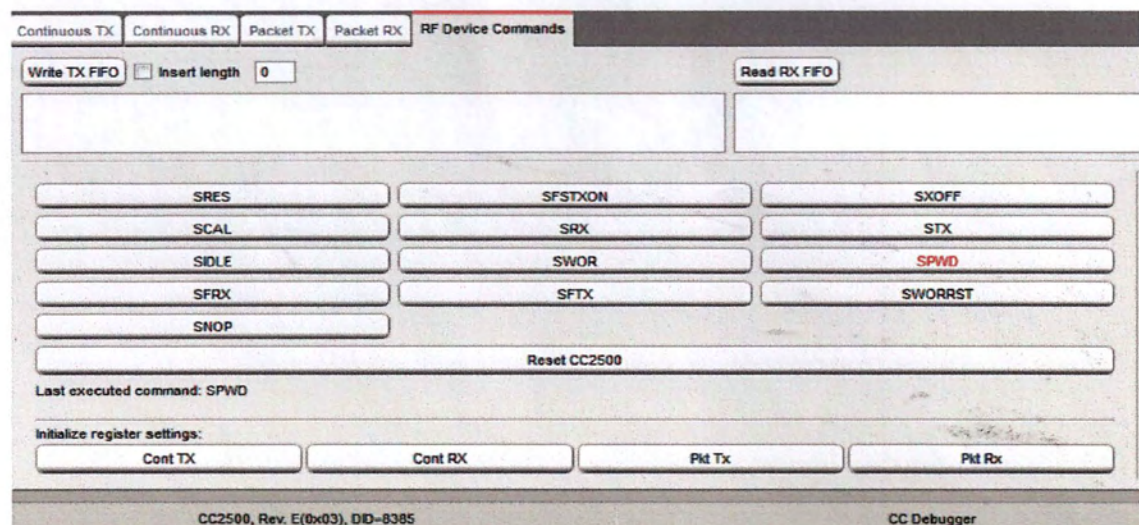 Continuous TX Continuous RX Packet TX Packet RX RF Device Commands
Write TX FIFO Insert length 0 Read RX FIFO
SRES SFSTXON SXOFF
SCAL SRX STX
SIDLE SWOR SPWD
SFRX SFTX SWORRST
SNOP
Reset CC2500
Last executed command: SPWD
Initialize register settings:
Cont TX Cont RX Pkt Tx Pkt Rx
CC2500, Rev. E(0x03), DID=8385 CC Debugger